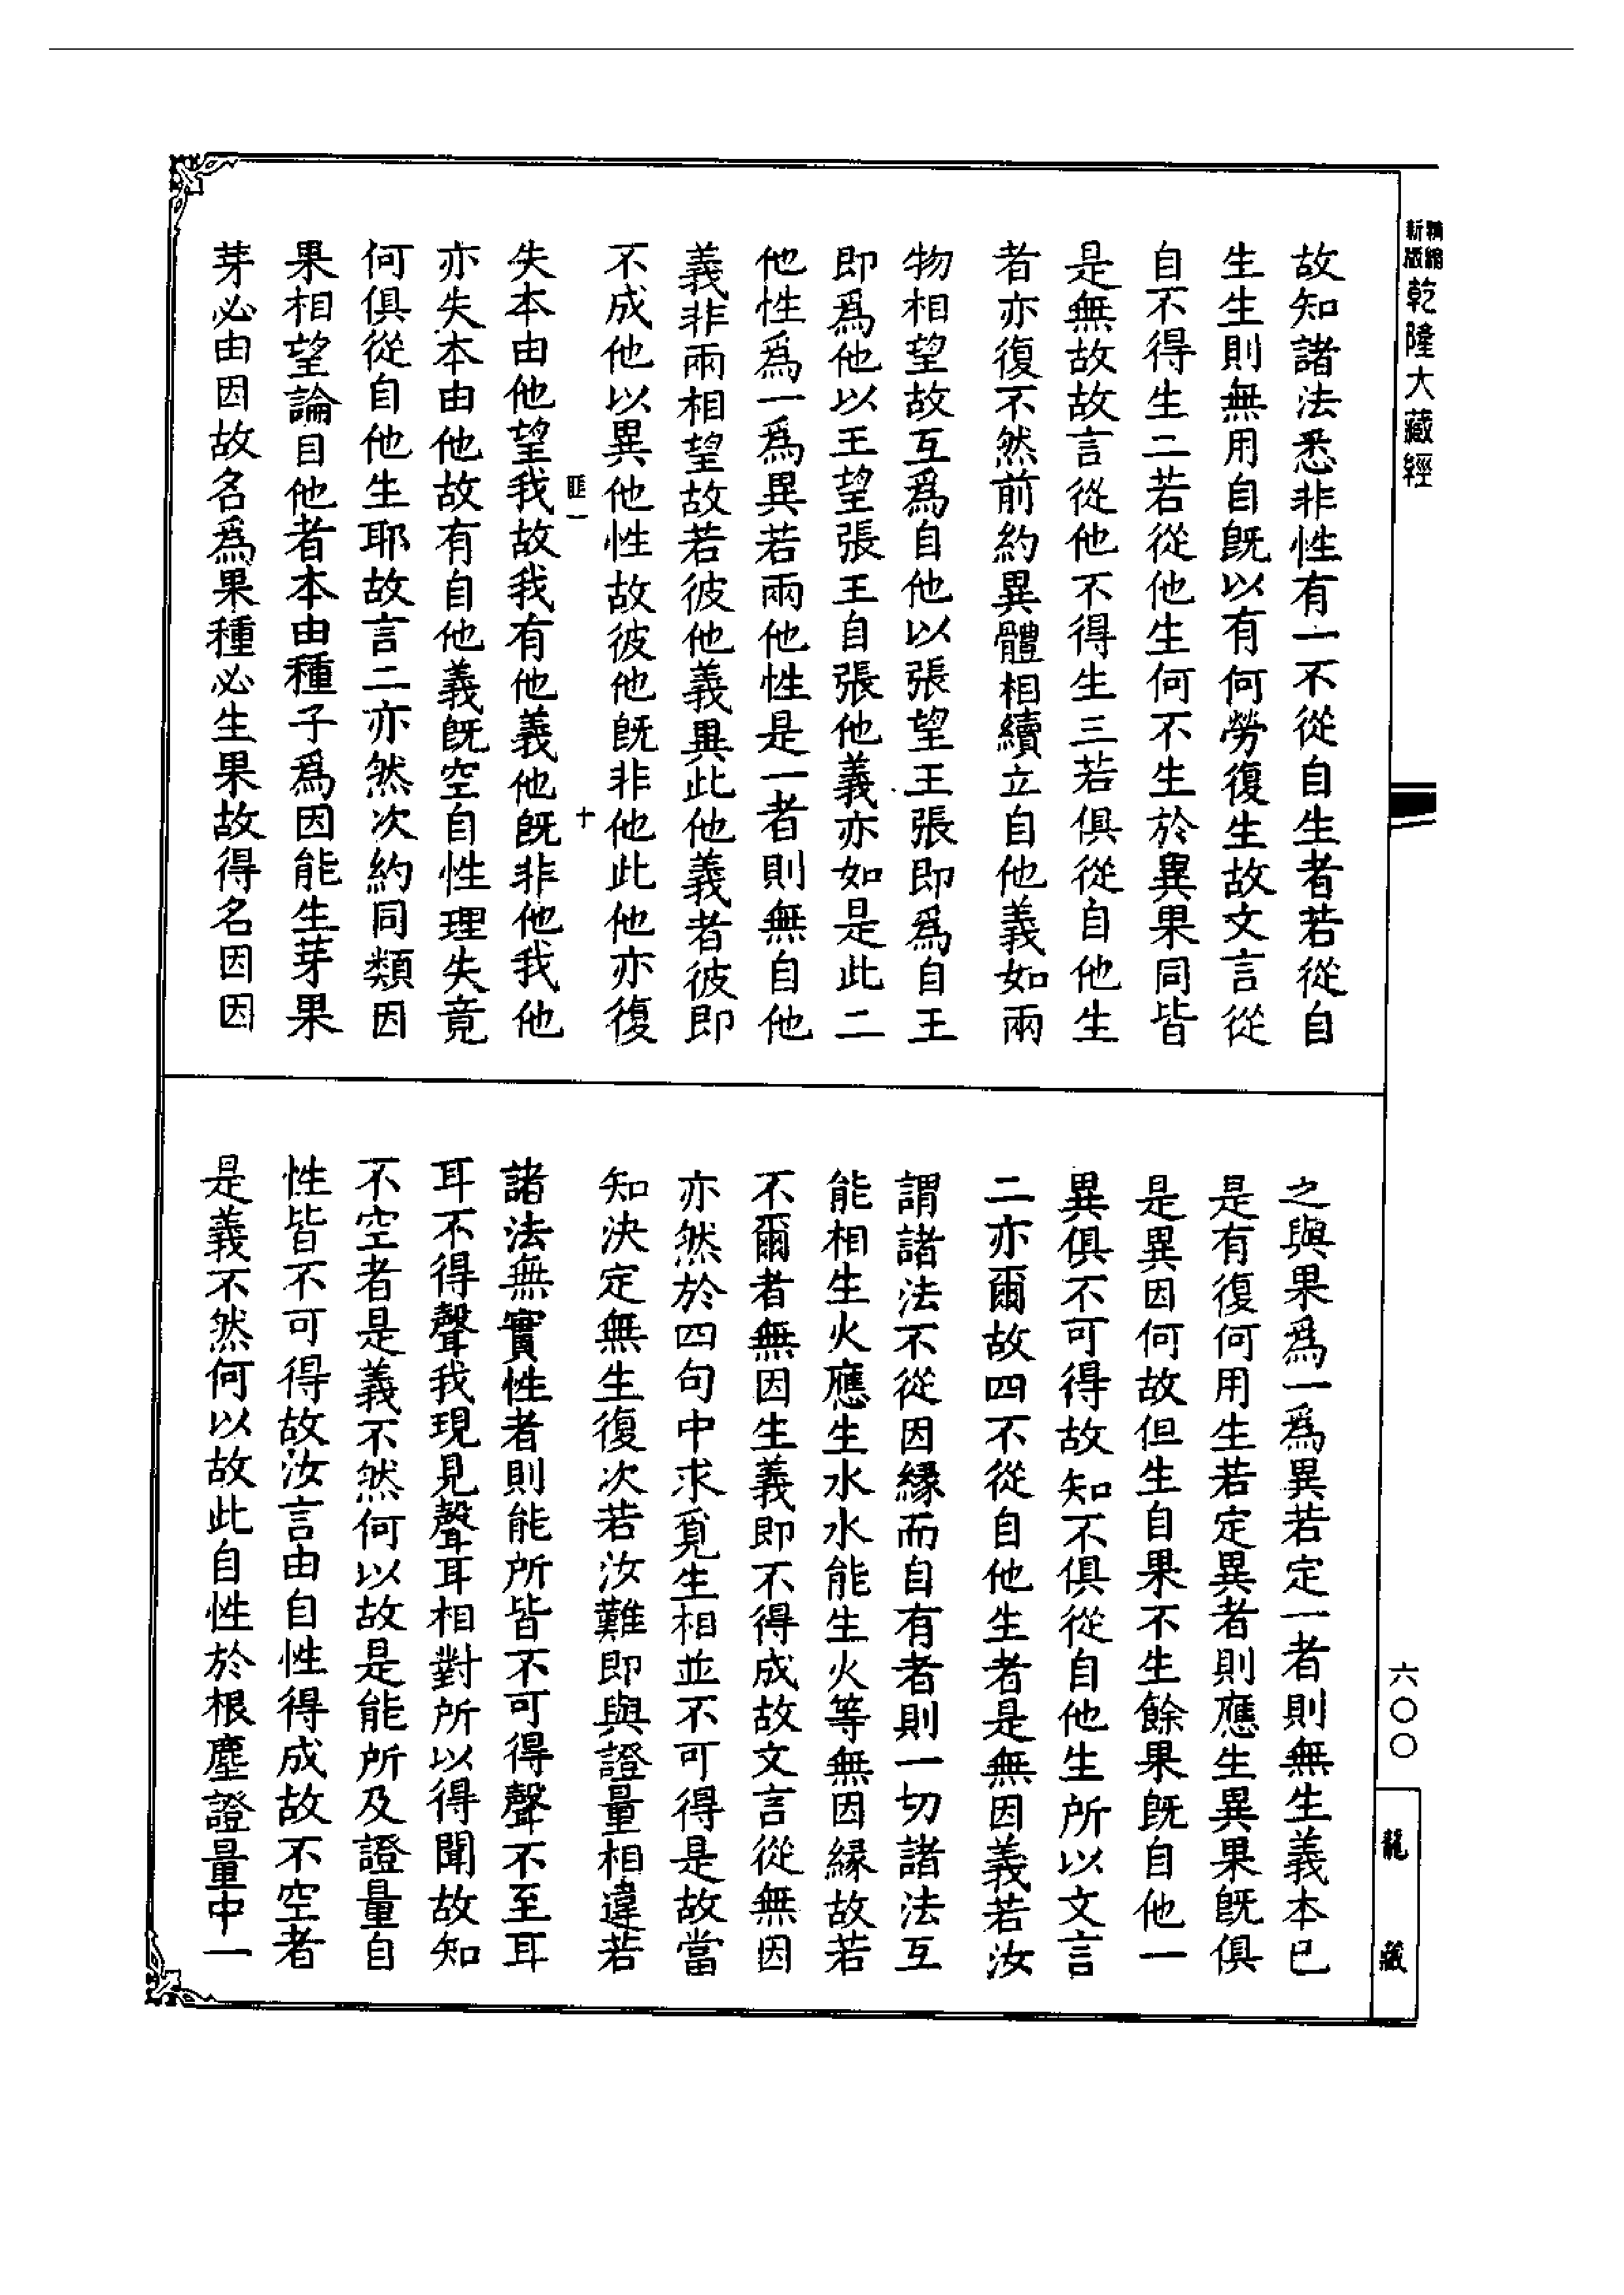 精縮新版乾隆大藏經
故知諸法悉非性有一不從自生者若從自
生生則無用自既以有何勞復生故文言從
自不得生二若從他生何不生於異果同皆
是無故故言從他不得生三若俱從自他生
者亦復不然前約異體相續立自他義如兩
物相望故互為自他以張望王張即為自王
即為他以王望張王自張他義亦如是此二
他性為一為異若兩他性是一者則無自他
義非兩相望故若彼他義異此他義者彼即
不成他以異他性故彼他既非他此他亦復
匪一
十
失本由他望我故我有他義他既非他我他
亦失本由他故有自他義既空自性理失竟
何俱從自他生耶故言二亦然次約同類因
果相望論自他者本由種子為因能生芽果
芽必由因故名為果種必生果故得名因因
之與果為一為異若定一者則無生義本已
是有復何用生若定異者則應生異果既俱
是異因何故但生自果不生餘果既自他一
異俱不可得故知不俱從自他生所以文言
二亦爾故四不從自他生者是無因義若汝
謂諸法不從因緣而自有者則一切諸法互
能相生火應生水水能生火等無因緣故若
不爾者無因生義即不得成故文言從無因
亦然於四句中求覓生相並不可得是故當
知決定無生復次若汝難即與證量相違若
諸法無實性者則能所皆不可得聲不至耳
耳不得聲我現見聲耳相對所以得聞故知
不空者是義不然何以故是能所及證量自
性皆不可得故汝言由自性得成故不空者
是義不然何以故此自性於根塵證量中一
六〇〇
龍藏